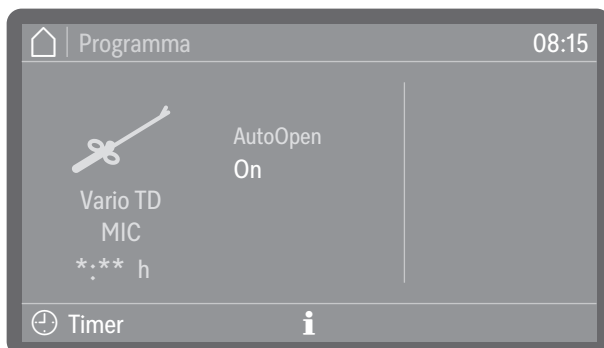 Programma
08:15
AutoOpen
On
Vario TD
MIC
*:** h
Timer
i